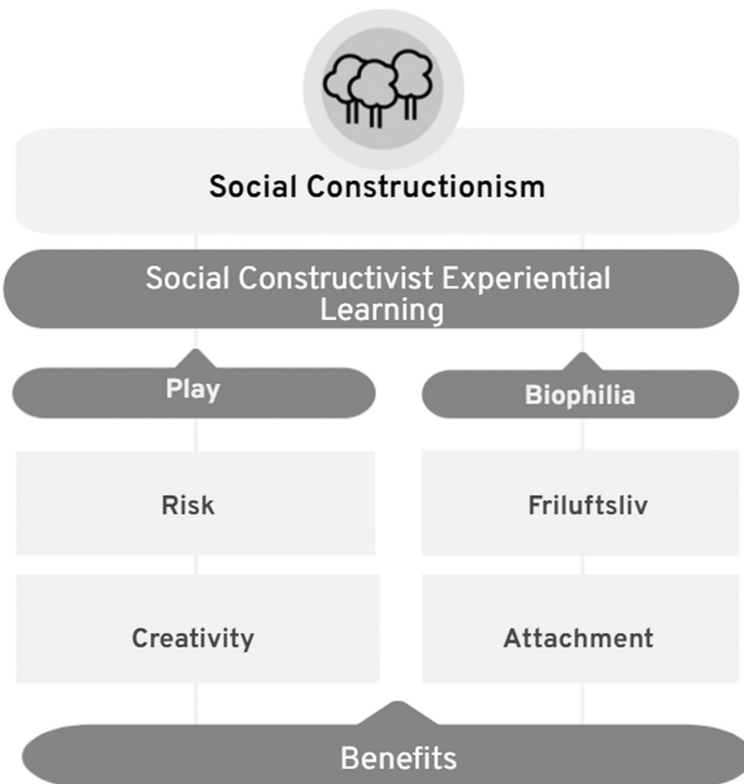 Social Constructionism
Social Constructivist Experiential
Learning
Play
Biophilia
Risk
Friluftsliv
Creativity
Attachment
Benefits